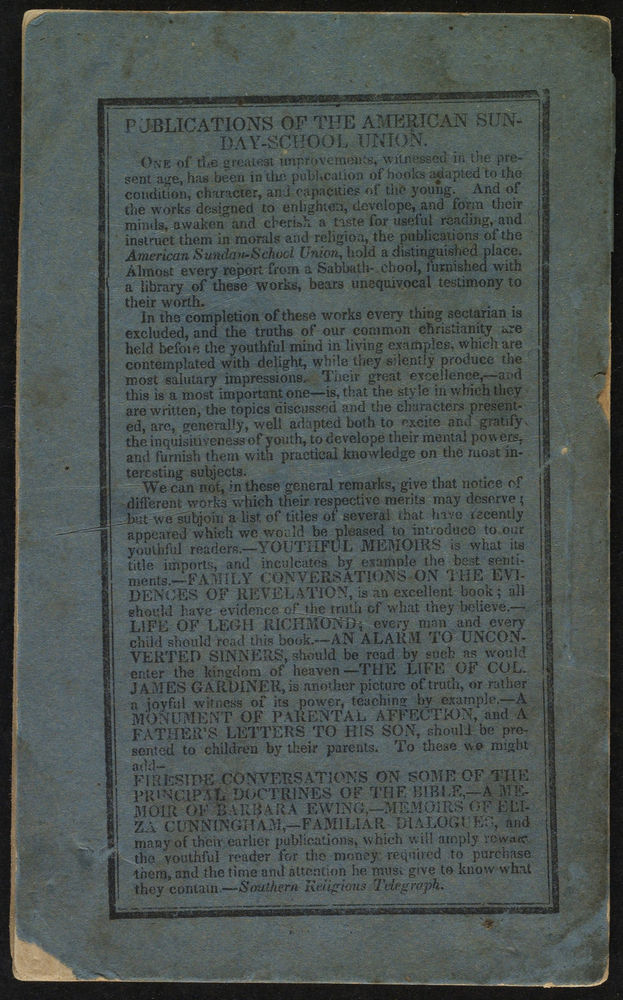 PUBLICATIONS OF THE AMERICAN SUN-
DAY-SCHOOL UNION.
ONE of the greatest improvements, witnessed in the pre-
sent age, has been in the publication of books adapted to the
condition, character, and capacities of the young. And of
the works designed to enlighten, develope, and form their
minds, awaken and cherish a taste for useful reading, and
instruct them in morals and religion, the publications of the
American Sunday-School Union, hold a distinguished place.
Almost every report from a Sabbath-school, furnished with
a library of these works, bears unequivocal testimony to
their worth.
In the completion of these works every thing sectarian is
excluded, and the truths of our common christianity are
held before the youthful mind in living examples, which are
contemplated with delight, while they silently produce the
most salutary impressions. Their great excellence,—and
this is a most important one—is, that the style in which they
are written, the topics discussed and the characters present-
ed, are, generally, well adapted both to excite and gratify
the inquisitiveness of youth, to develope their mental powers,
and furnish them with practical knowledge on the most in-
teresting subjects.
We can not, in these general remarks, give that notice of
different works which their respective merits may deserve;
but we subjoin a list of titles of several that have recently
appeared which we would be pleased to introduce to our
youthful readers.—YOUTHFUL MEMOIRS is what its
title imports, and inculcates by example the best senti-
ments.—FAMILY CONVERSATIONS ON THE EVI-
DENCES OF REVELATION, is an excellent book; all
should have evidence of the truth of what they believe.—
LIFE OF LEGH RICHMOND; every man and every
child should read this book.—AN ALARM TO UNCON-
VERTED SINNERS, should be read by such as would
enter the kingdom of heaven—THE LIFE OF COL.
JAMES GARDINER, is another picture of truth, or rather
a joyful witness of its power, teaching by example.—A
MONUMENT OF PARENTAL AFFECTION, and A
FATHER'S LETTERS TO HIS SON, should be pre-
sented to children by their parents. To these we might
add—
FIRESIDE CONVERSATIONS ON SOME OF THE
PRINCIPAL DOCTRINES OF THE BIBLE,—A ME-
MOIR OF BARBARA EWING,—MEMOIRS OF ELI-
ZA CUNNINGHAM,—FAMILIAR DIALOGUES, and
many of their earlier publications, which will amply reward
the youthful reader for the money required to purchase
them, and the time and attention he must give to know what
they contain.—Southern Religious Telegraph.